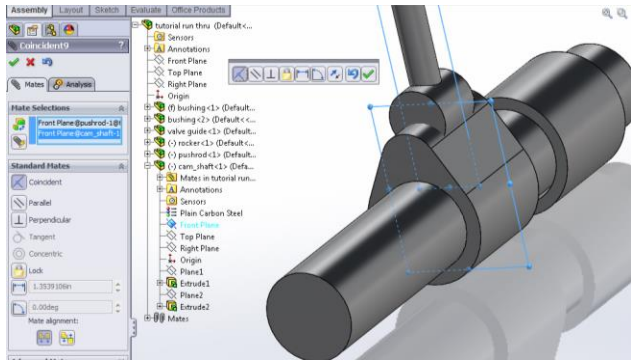 Assembly Layout Sketch Evaluate Office Products
Coincident9 ?
Mates Analysis
Mate Selections
Front Plane@pushrod-1@t
Front Plane@cam_shaft-1
Standard Mates
Coincident
Parallel
Perpendicular
Tangent
Concentric
Lock
1.3539106in
0.00deg
Mate alignment:
tutorial run thru (Default<...
Sensors
Annotations
Front Plane
Top Plane
Right Plane
Origin
(f) bushing<1> (Default...
bushing<2> (Default<<...
valve guide<1> (Default...
(-) rocker<1> (Default<...
(-) pushrod<1> (Default...
(-) cam_shaft<1> (Defa...
Mates in tutorial run...
Annotations
Sensors
Plain Carbon Steel
Front Plane
Top Plane
Right Plane
Origin
Plane1
Extrude1
Plane2
Extrude2
Mates